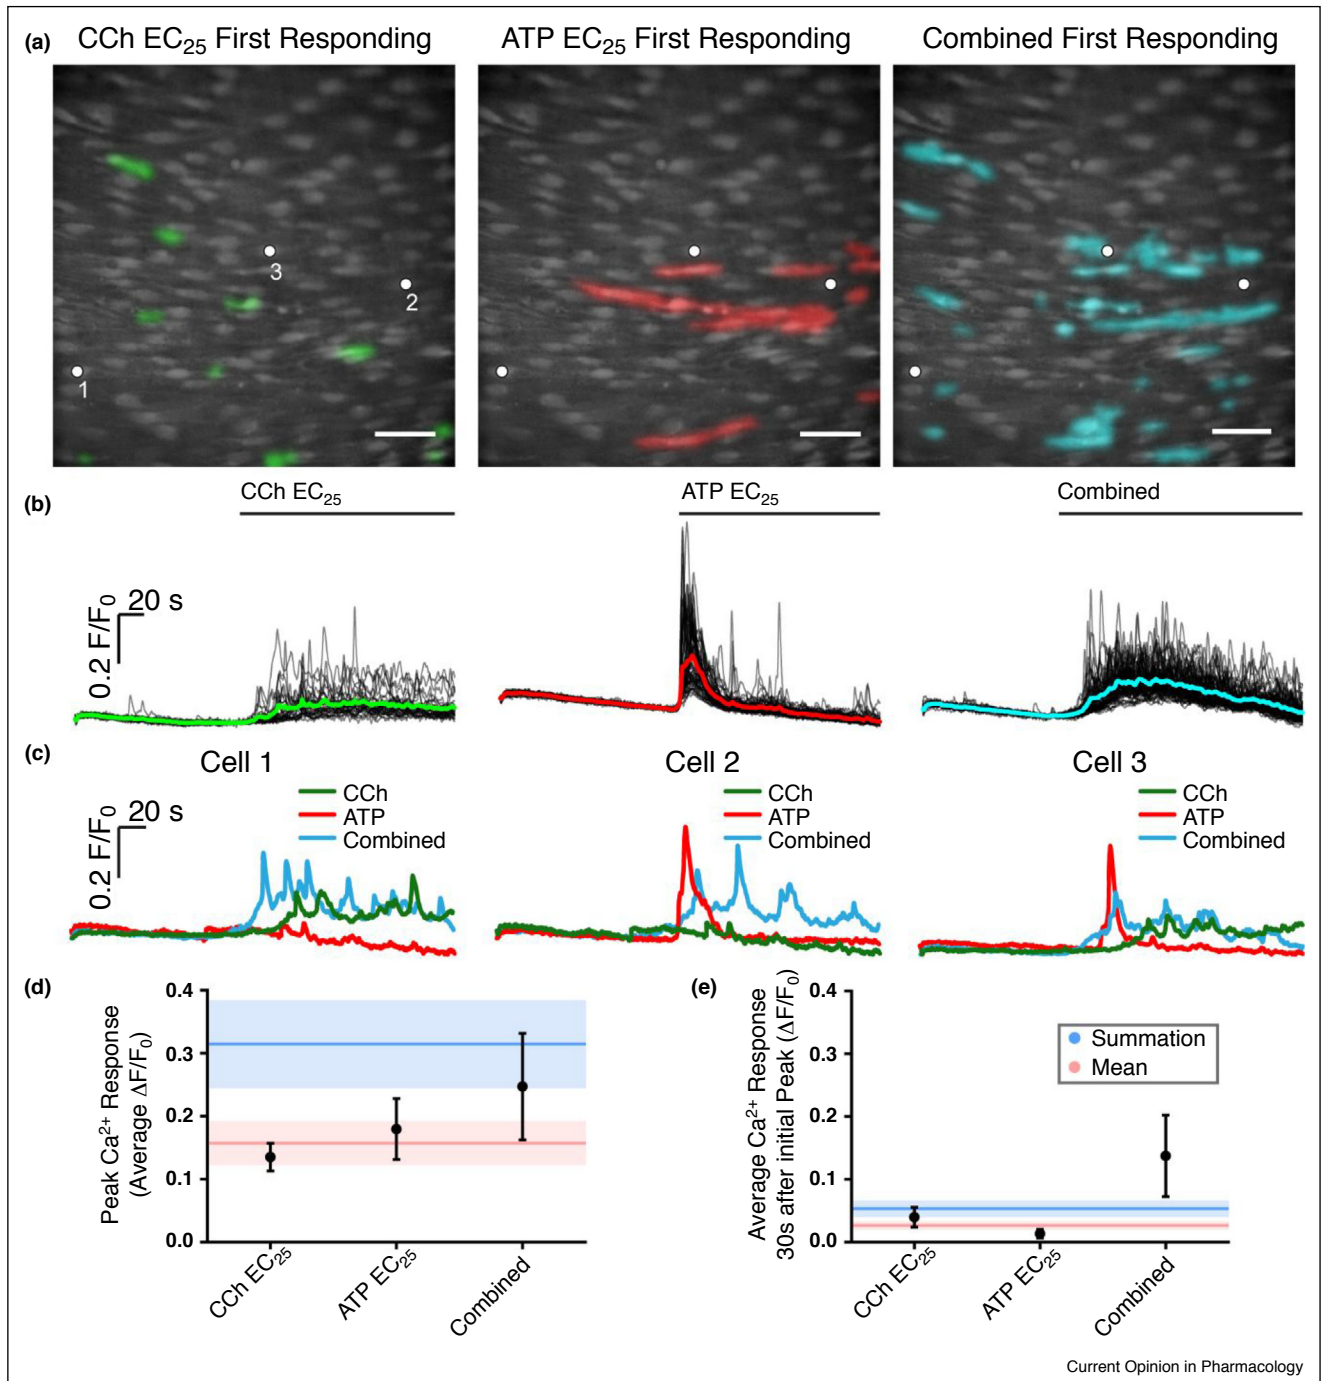 (a)
CCh EC25 First Responding
ATP EC25 First Responding
Combined First Responding
3
2
1
(b)
CCh EC25
ATP EC25
Combined
20 s
0.2 F/F0
(c)
Cell 1
Cell 2
Cell 3
CCh
ATP
Combined
CCh
ATP
Combined
CCh
ATP
Combined
20 s
0.2 F/F0
(d)
Peak Ca2+ Response
(Average ΔF/F0)
0.4
0.3
0.2
0.1
0.0
CCh EC25
ATP EC25
Combined
(e)
Average Ca2+ Response
30s after initial Peak (ΔF/F0)
0.4
0.3
0.2
0.1
0.0
Summation
Mean
CCh EC25
ATP EC25
Combined
Current Opinion in Pharmacology